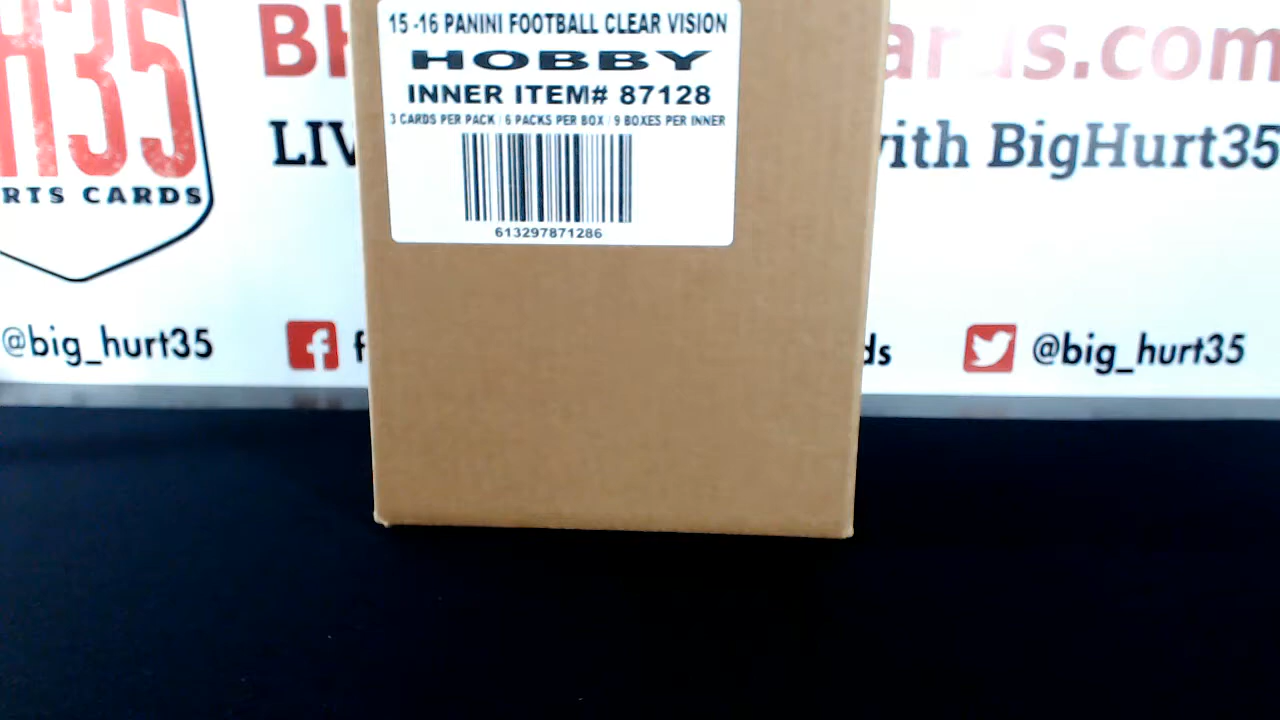 15-16 PANINI FOOTBALL CLEAR VISION
HOBBY
INNER ITEM# 87128
3 CARDS PER PACK / 6 PACKS PER BOX / 9 BOXES PER INNER
613297871286
H35
RTS CARDS
BH
s.com
LIV
with BigHurt35
@big_hurt35
f
f
ds
@big_hurt35